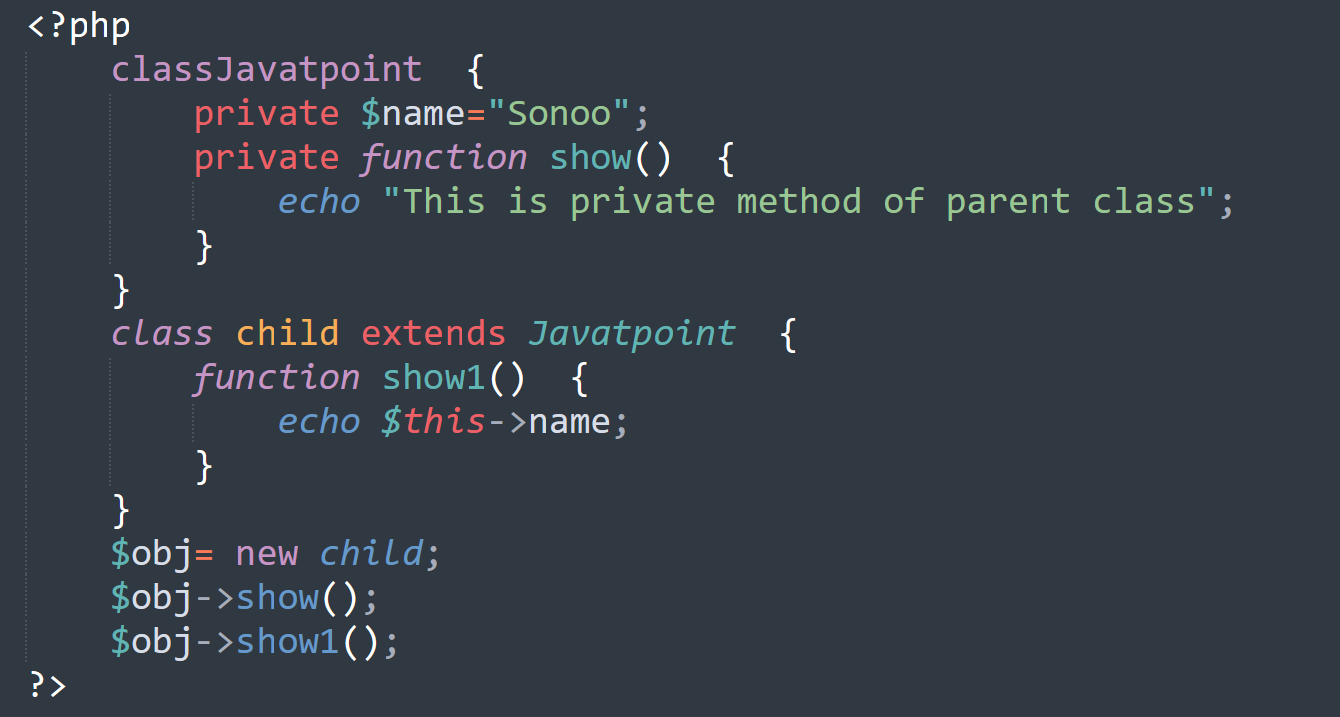 <?php
classJavatpoint  {
private $name="Sonoo";
private function show()  {
echo "This is private method of parent class";
}
}
class child extends Javatpoint  {
function show1()  {
echo $this->name;
}
}
$obj= new child;
$obj->show();
$obj->show1();
?>